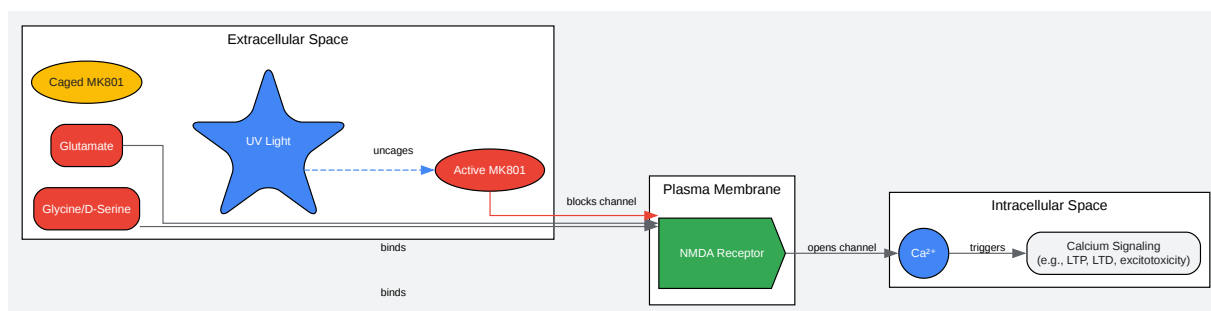 Extracellular Space
Caged MK801
UV Light
Glutamate
uncages
Active MK801
Glycine/D-Serine
blocks channel
binds
binds
Plasma Membrane
NMDA Receptor
opens channel
Intracellular Space
Ca²⁺
triggers
Calcium Signaling
(e.g., LTP, LTD, excitotoxicity)